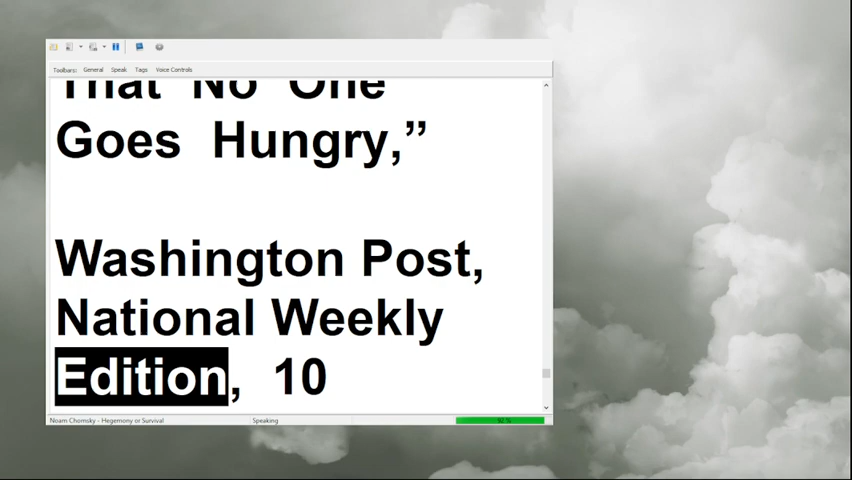 Toolbars: General Speak Tags Voice Controls
That No One
Goes Hungry,”
Washington Post,
National Weekly
Edition, 10
Noam Chomsky - Hegemony or Survival Speaking 92 %